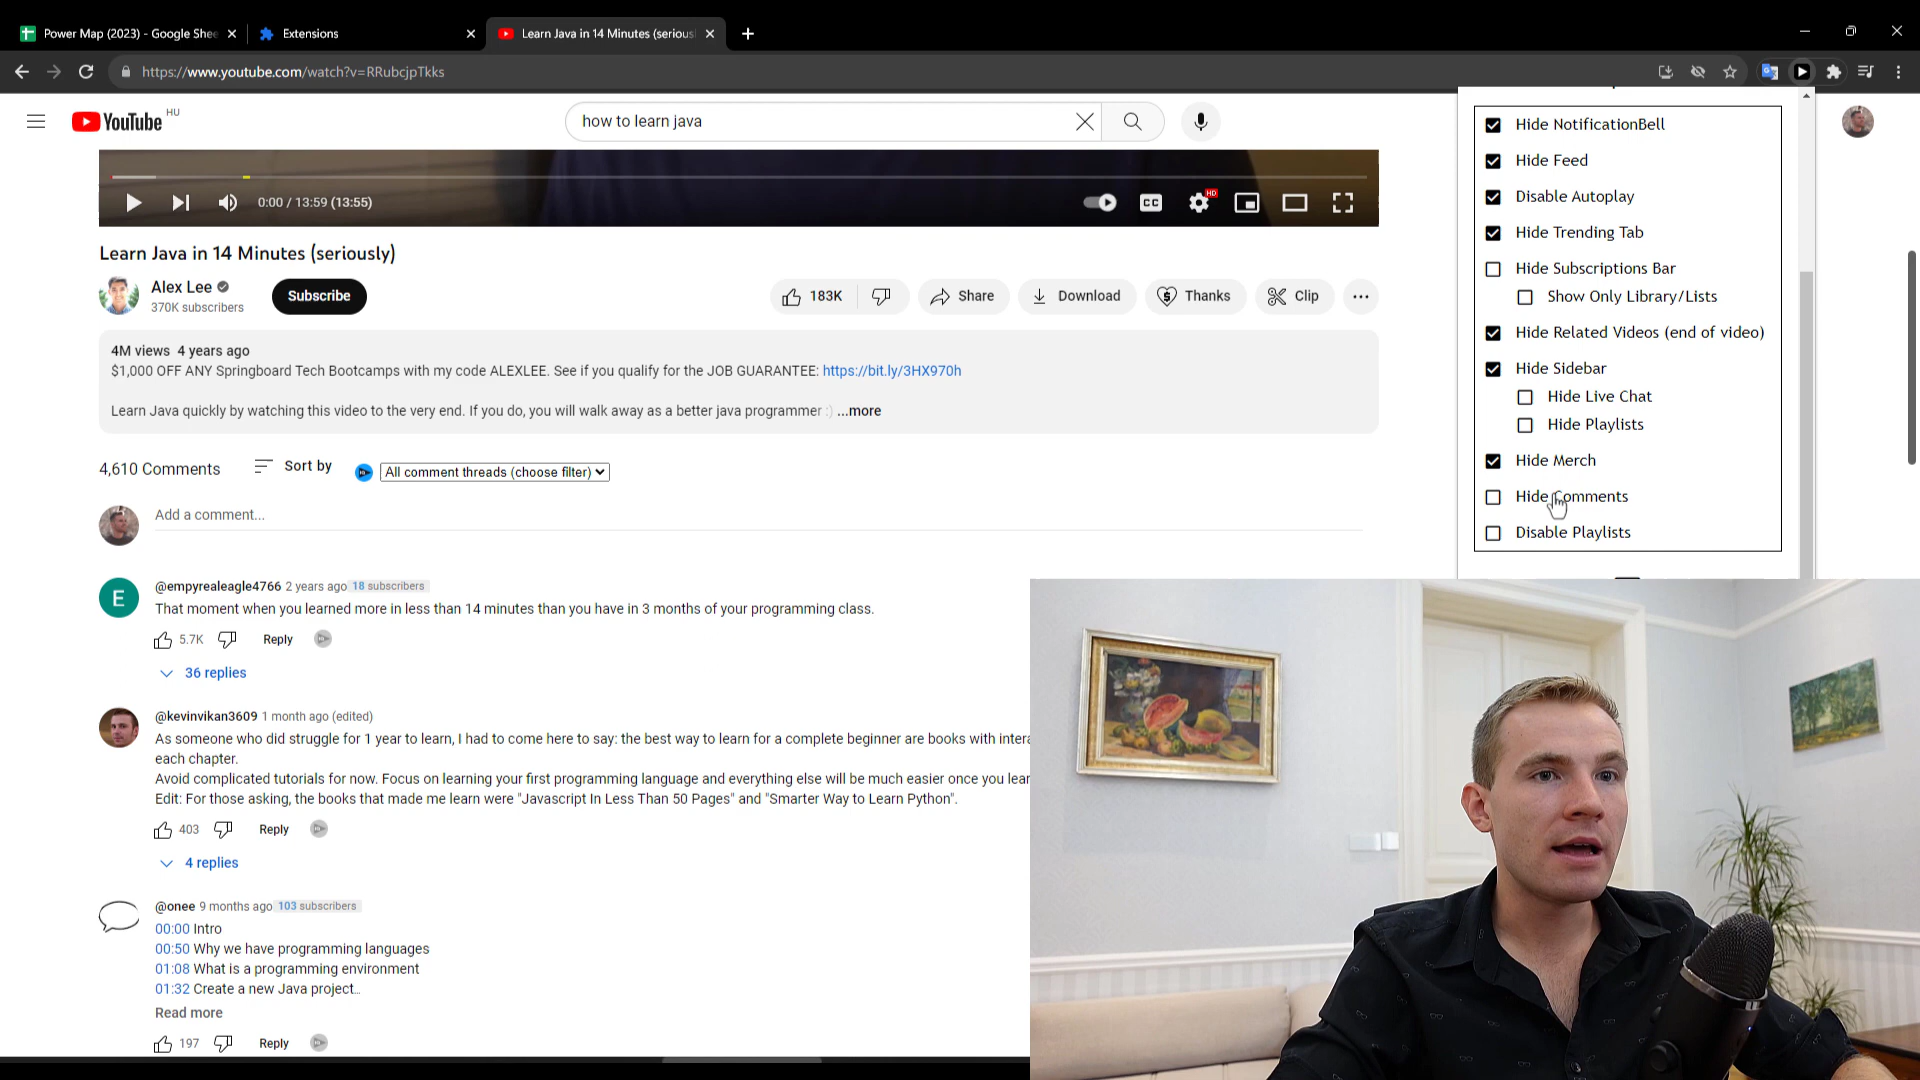 Power Map (2023) - Google Shee
Extensions
Learn Java in 14 Minutes (serious
https://www.youtube.com/watch?v=RRubcjpTkks
YouTube HU
how to learn java
0:00 / 13:59 (13:55)
CC
HD
Learn Java in 14 Minutes (seriously)
Alex Lee
370K subscribers
Subscribe
183K
Share
Download
Thanks
Clip
4M views 4 years ago
$1,000 OFF ANY Springboard Tech Bootcamps with my code ALEXLEE. See if you qualify for the JOB GUARANTEE: https://bit.ly/3HX970h
Learn Java quickly by watching this video to the very end. If you do, you will walk away as a better java programmer :) ...more
4,610 Comments
Sort by
All comment threads (choose filter)
Add a comment...
E
@empyrealeagle4766 2 years ago 18 subscribers
That moment when you learned more in less than 14 minutes than you have in 3 months of your programming class.
5.7K
Reply
36 replies
@kevinvikan3609 1 month ago (edited)
As someone who did struggle for 1 year to learn, I had to come here to say: the best way to learn for a complete beginner are books with intera
each chapter.
Avoid complicated tutorials for now. Focus on learning your first programming language and everything else will be much easier once you lear
Edit: For those asking, the books that made me learn were "Javascript In Less Than 50 Pages" and "Smarter Way to Learn Python".
403
Reply
4 replies
@onee 9 months ago 103 subscribers
00:00 Intro
00:50 Why we have programming languages
01:08 What is a programming environment
01:32 Create a new Java project...
Read more
197
Reply
Hide NotificationBell
Hide Feed
Disable Autoplay
Hide Trending Tab
Hide Subscriptions Bar
Show Only Library/Lists
Hide Related Videos (end of video)
Hide Sidebar
Hide Live Chat
Hide Playlists
Hide Merch
Hide Comments
Disable Playlists